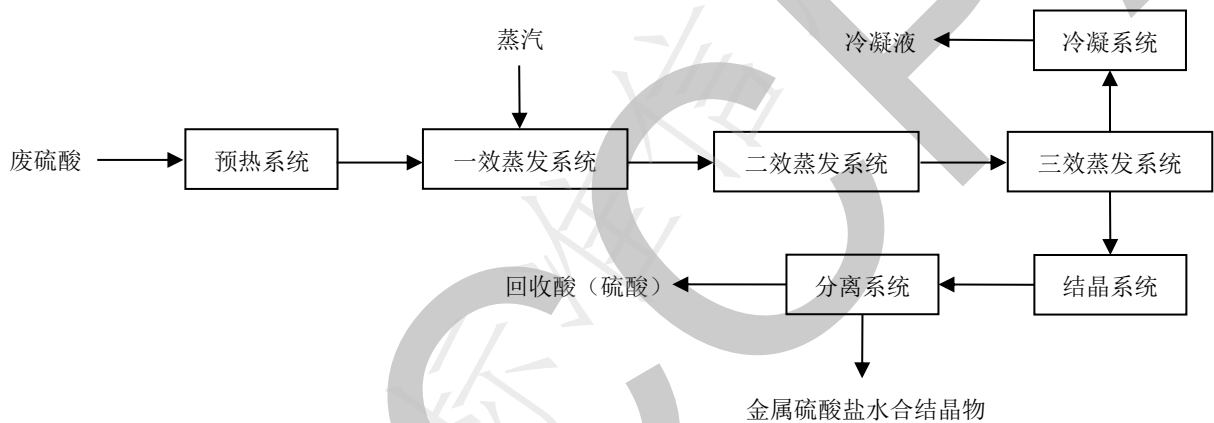 蒸汽
冷凝液
冷凝系统
废硫酸
预热系统
一效蒸发系统
二效蒸发系统
三效蒸发系统
回收酸（硫酸）
分离系统
结晶系统
金属硫酸盐水合结晶物